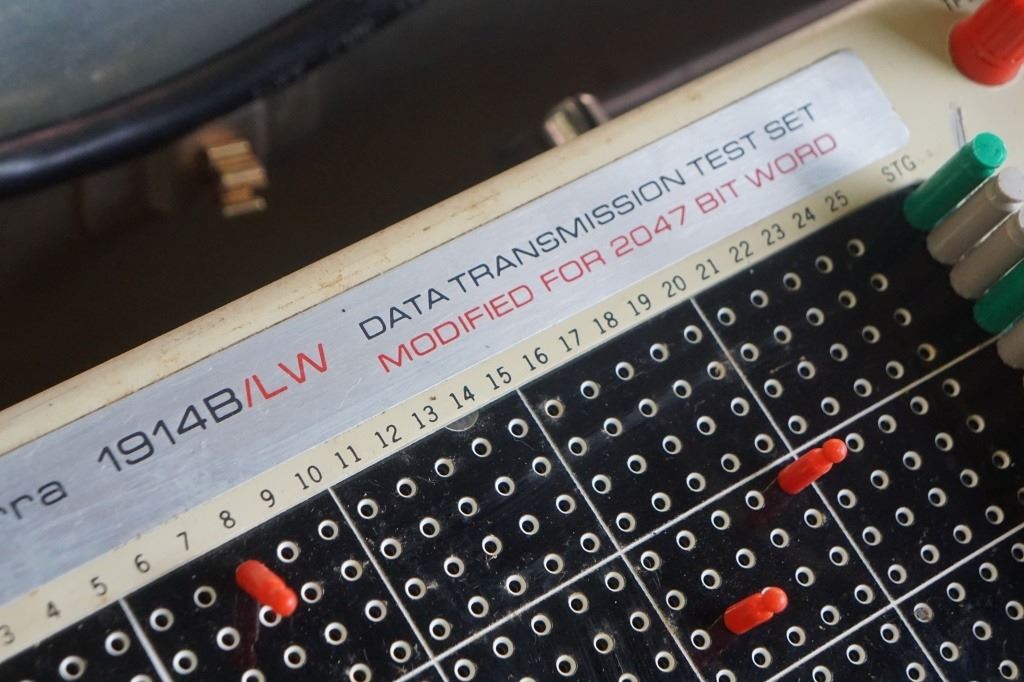 1914B/LW
DATA TRANSMISSION TEST SET
MODIFIED FOR 2047 BIT WORD
3 4 5 6 7 8 9 10 11 12 13 14 15 16 17 18 19 20 21 22 23 24 25 STG